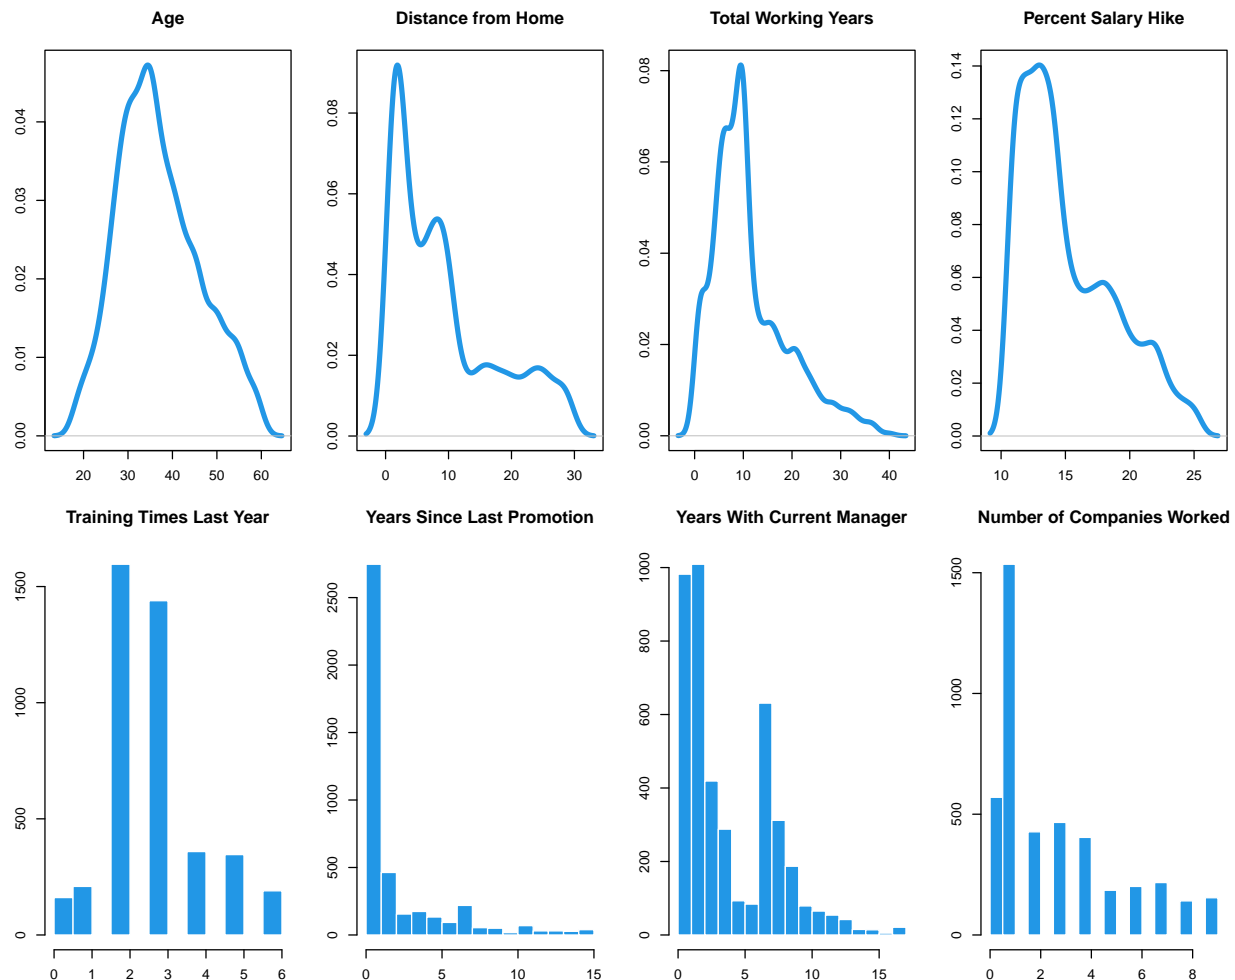 Age
0.00 0.01 0.02 0.03 0.04
20 30 40 50 60
Distance from Home
0.00 0.02 0.04 0.06 0.08
0 10 20 30
Total Working Years
0.00 0.02 0.04 0.06 0.08
0 10 20 30 40
Percent Salary Hike
0.00 0.02 0.04 0.06 0.08 0.10 0.12 0.14
10 15 20 25
Training Times Last Year
0 500 1000 1500
0 1 2 3 4 5 6
Years Since Last Promotion
0 500 1000 1500 2000 2500
0 5 10 15
Years With Current Manager
0 200 400 600 800 1000
0 5 10 15
Number of Companies Worked
0 500 1000 1500
0 2 4 6 8